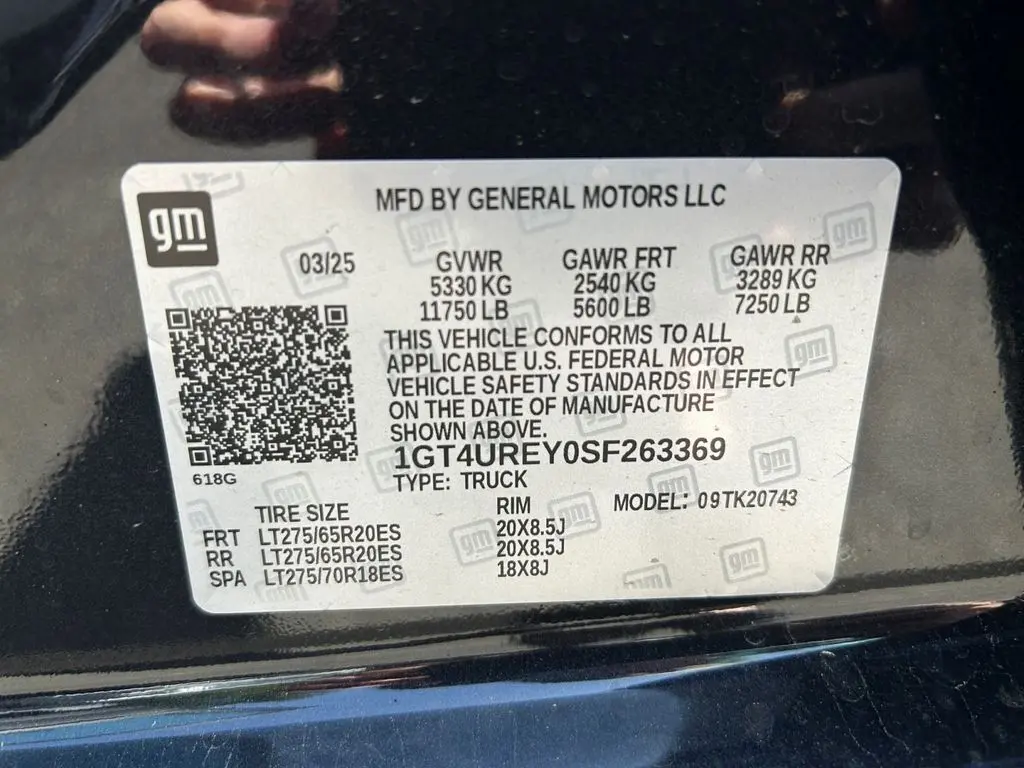 gm
MFD BY GENERAL MOTORS LLC
03/25 GVWR GAWR FRT GAWR RR
5330 KG 2540 KG 3289 KG
11750 LB 5600 LB 7250 LB
THIS VEHICLE CONFORMS TO ALL
APPLICABLE U.S. FEDERAL MOTOR
VEHICLE SAFETY STANDARDS IN EFFECT
ON THE DATE OF MANUFACTURE
SHOWN ABOVE.
1GT4UREY0SF263369
618G
TYPE: TRUCK
MODEL: 09TK20743
TIRE SIZE RIM
FRT LT275/65R20ES 20X8.5J
RR LT275/65R20ES 20X8.5J
SPA LT275/70R18ES 18X8J